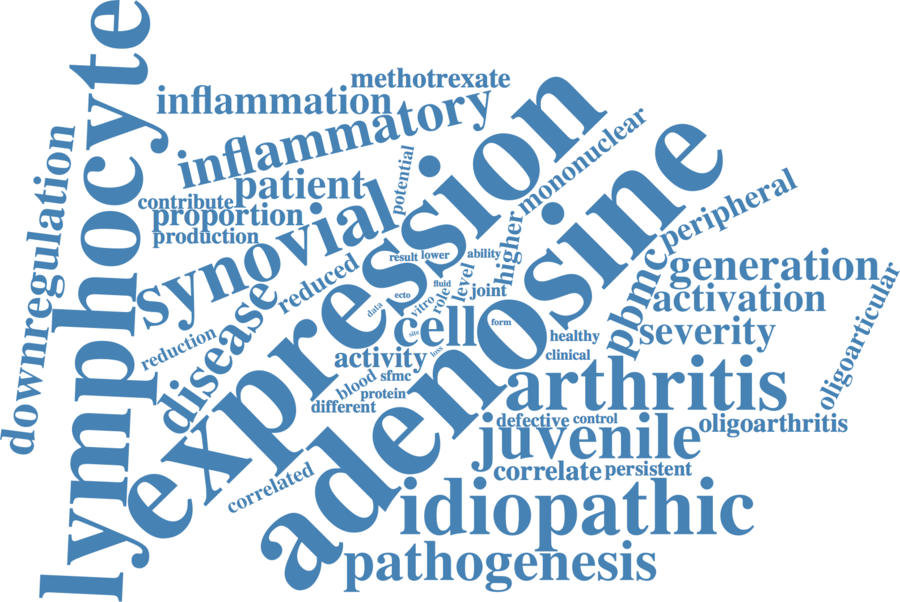 lymphocyte
downregulation
methotrexate
inflammation
inflammatory
expression
mononuclear
adenosine
potential
patient
contribute
proportion
production
synovial
peripheral
higher
result
lower
ability
reduced
generation
pbmc
level
fluid
role
joint
ecto
vitro
data
activation
oligoarticular
disease
cell
site
form
severity
reduction
healthy
activity
loss
clinical
blood
sfmc
protein
different
arthritis
defective
control
oligoarthritis
juvenile
correlate
persistent
correlated
idiopathic
pathogenesis